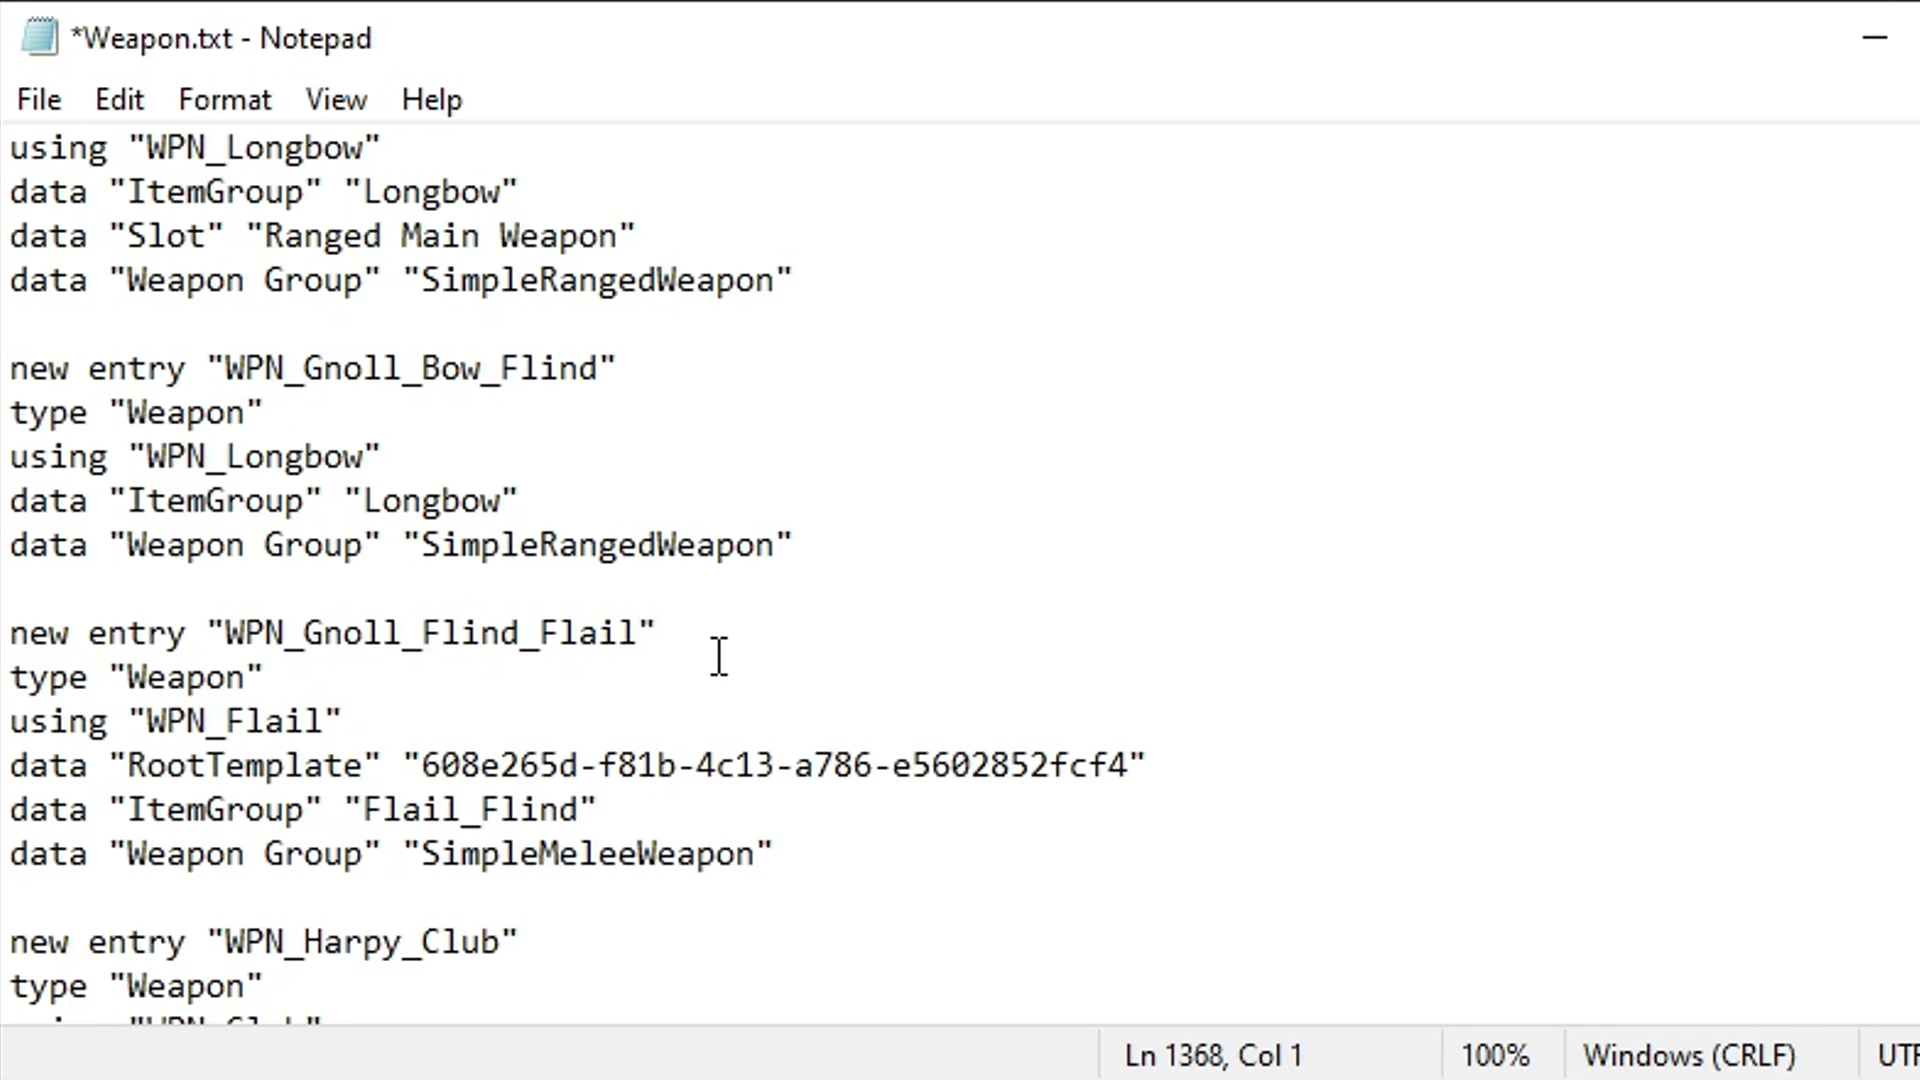 *Weapon.txt - Notepad
File Edit Format View Help
using "WPN_Longbow"
data "ItemGroup" "Longbow"
data "Slot" "Ranged Main Weapon"
data "Weapon Group" "SimpleRangedWeapon"
new entry "WPN_Gnoll_Bow_Flind"
type "Weapon"
using "WPN_Longbow"
data "ItemGroup" "Longbow"
data "Weapon Group" "SimpleRangedWeapon"
new entry "WPN_Gnoll_Flind_Flail"
type "Weapon"
using "WPN_Flail"
data "RootTemplate" "608e265d-f81b-4c13-a786-e5602852fcf4"
data "ItemGroup" "Flail_Flind"
data "Weapon Group" "SimpleMeleeWeapon"
new entry "WPN_Harpy_Club"
type "Weapon"
Ln 1368, Col 1 100% Windows (CRLF) UTF